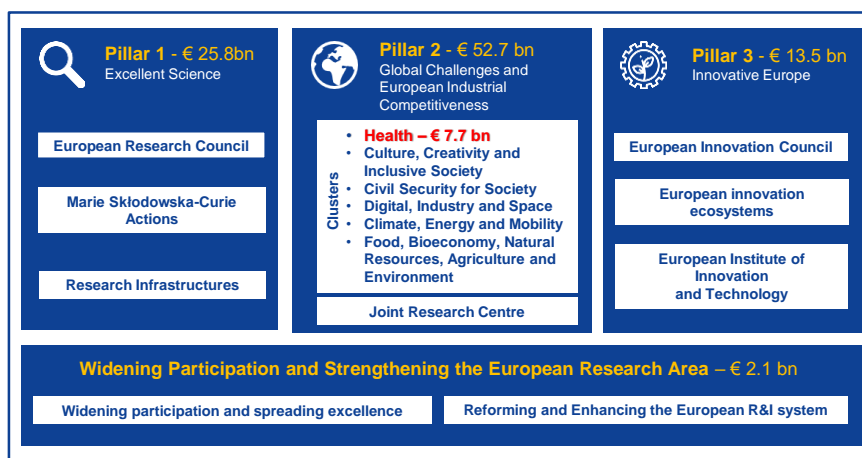 Pillar 1 - € 25.8bn
Excellent Science
European Research Council
Marie Skłodowska-Curie
Actions
Research Infrastructures
Pillar 2 - € 52.7 bn
Global Challenges and
European Industrial
Competitiveness
Clusters
• Health – € 7.7 bn
• Culture, Creativity and
Inclusive Society
• Civil Security for Society
• Digital, Industry and Space
• Climate, Energy and Mobility
• Food, Bioeconomy, Natural
Resources, Agriculture and
Environment
Joint Research Centre
Pillar 3 - € 13.5 bn
Innovative Europe
European Innovation Council
European innovation
ecosystems
European Institute of
Innovation
and Technology
Widening Participation and Strengthening the European Research Area – € 2.1 bn
Widening participation and spreading excellence
Reforming and Enhancing the European R&I system